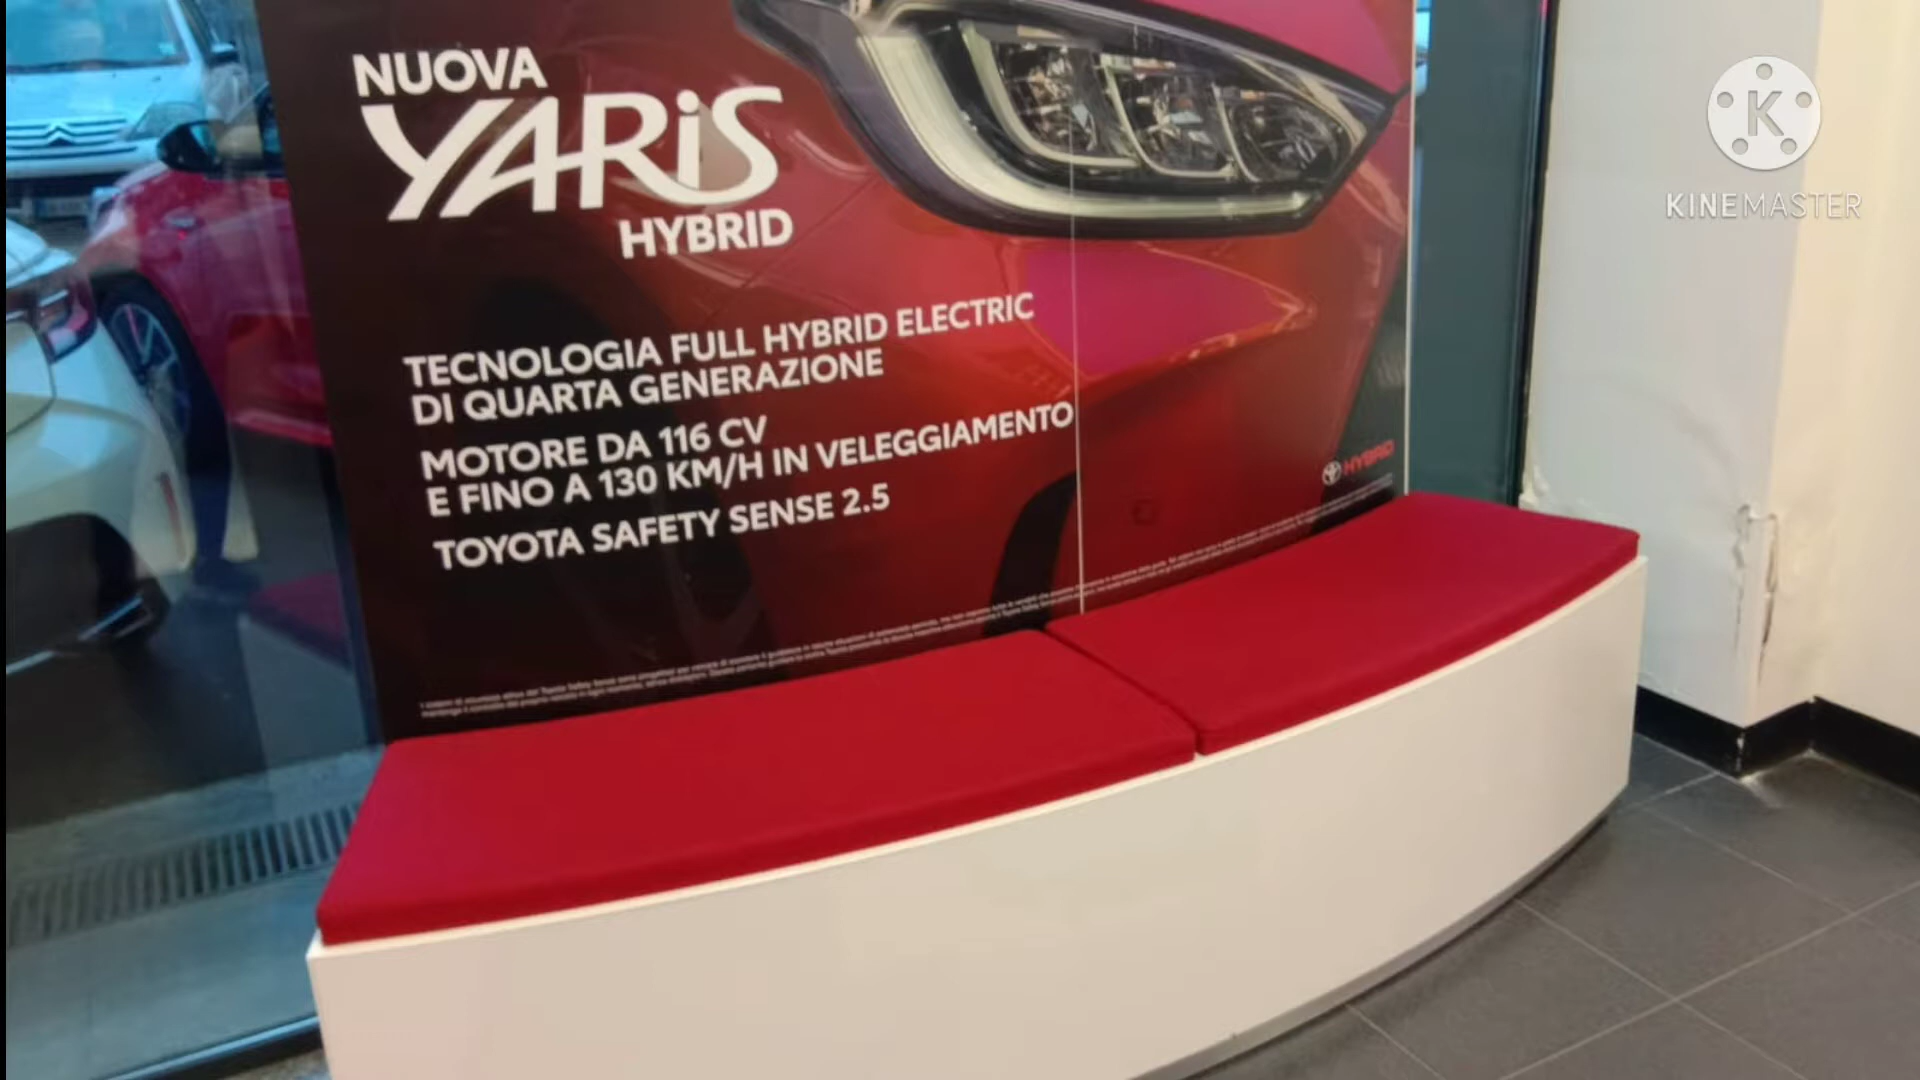 NUOVA
YARiS
HYBRID
TECNOLOGIA FULL HYBRID ELECTRIC
DI QUARTA GENERAZIONE
MOTORE DA 116 CV
E FINO A 130 KM/H IN VELEGGIAMENTO
TOYOTA SAFETY SENSE 2.5
HYBRID
K
KINEMASTER